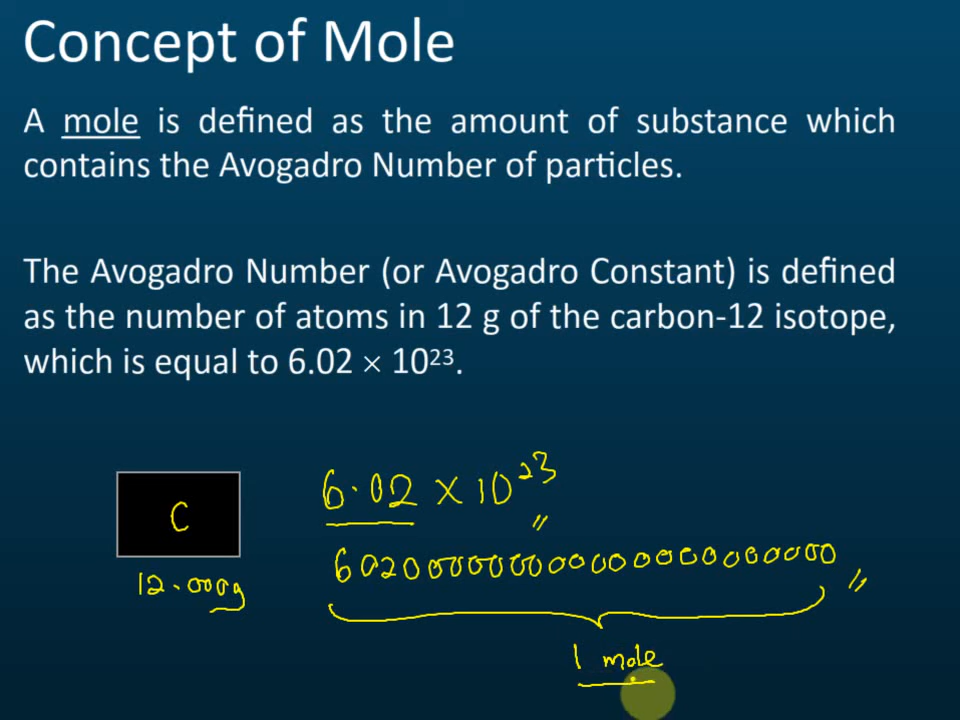 Concept of Mole
A mole is defined as the amount of substance which
contains the Avogadro Number of particles.
The Avogadro Number (or Avogadro Constant) is defined
as the number of atoms in 12 g of the carbon-12 isotope,
which is equal to 6.02 × 10²³.
6.02 × 10²³
C
602000000000000000000000
12.000g
1 mole